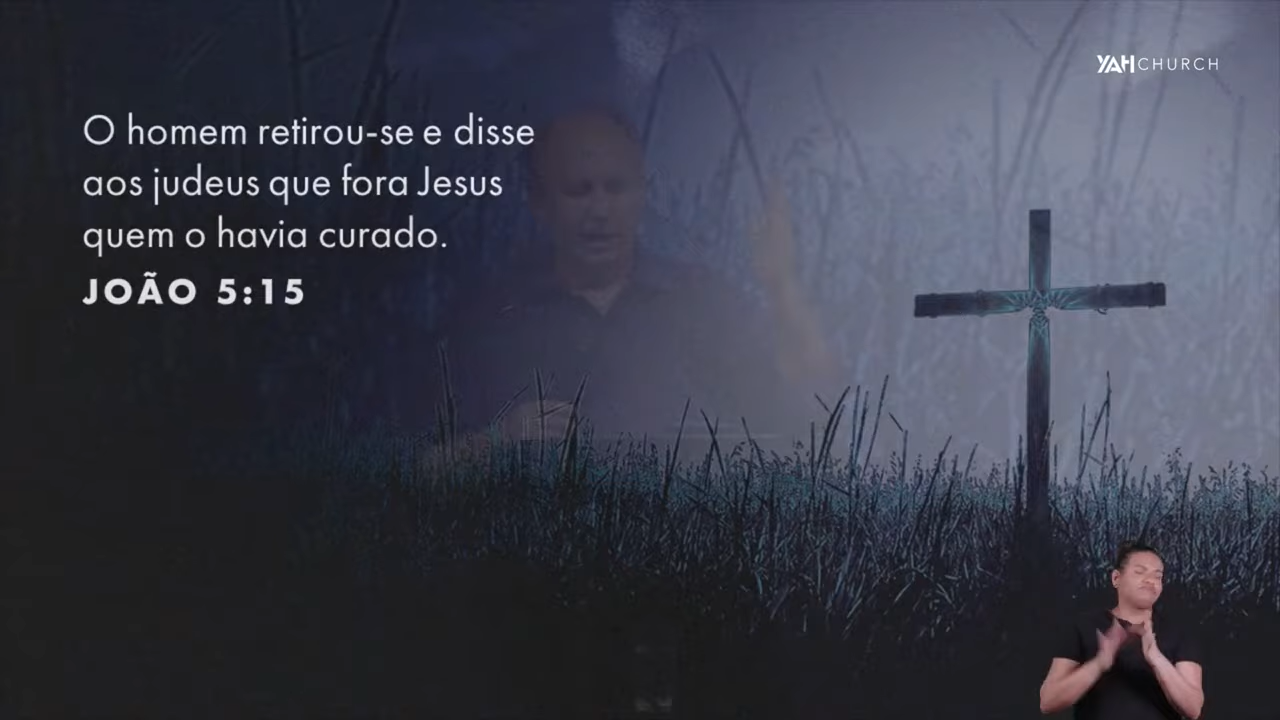 YAHCHURCH
O homem retirou-se e disse
aos judeus que fora Jesus
quem o havia curado.
JOÃO 5:15